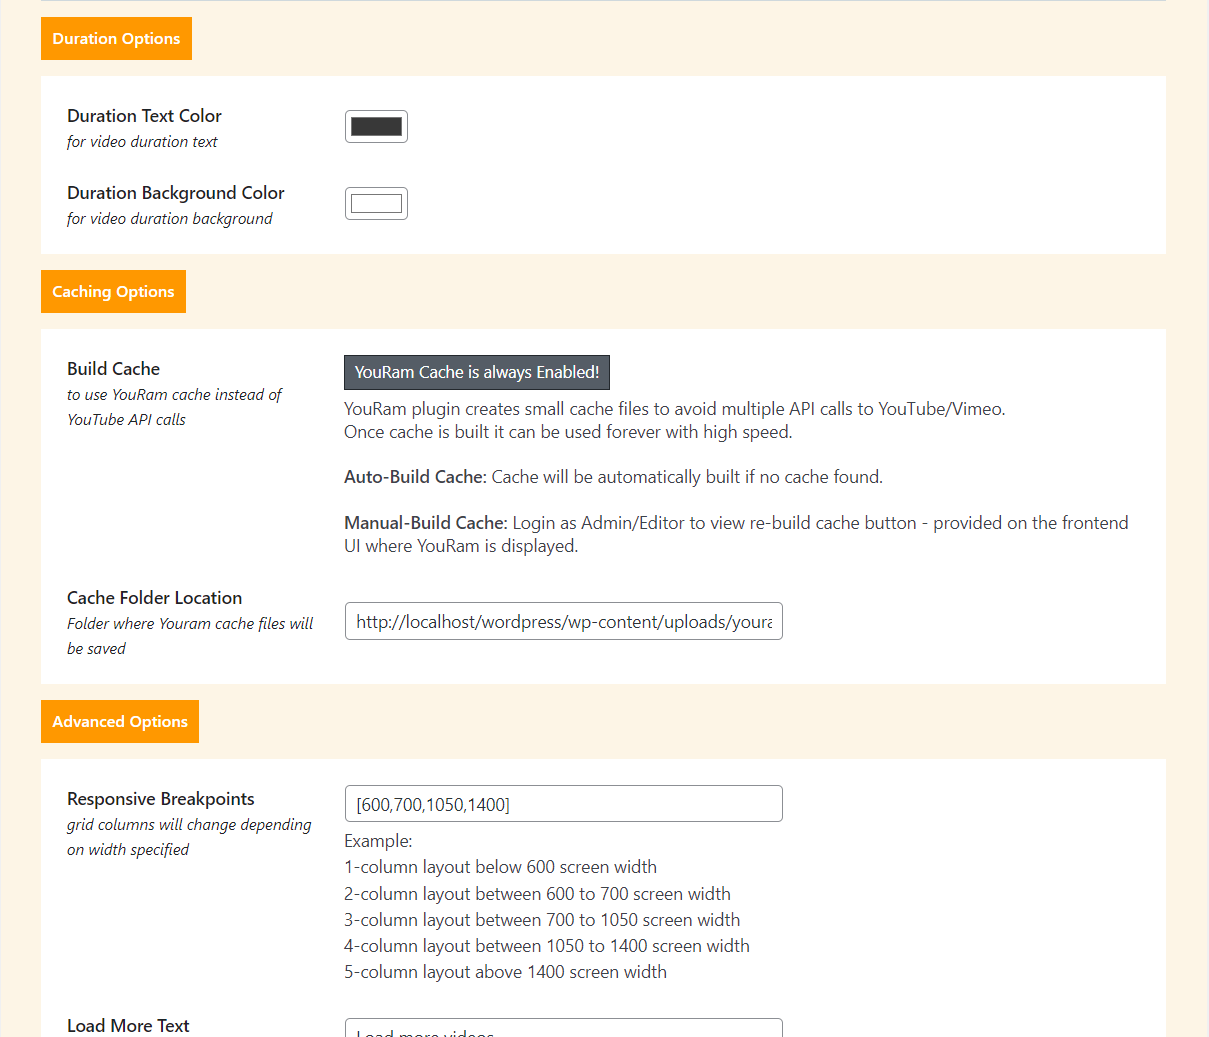 Duration Options
Duration Text Color
for video duration text
Duration Background Color
for video duration background
Caching Options
Build Cache
to use YouRam cache instead of
YouTube API calls
YouRam Cache is always Enabled!
YouRam plugin creates small cache files to avoid multiple API calls to YouTube/Vimeo.
Once cache is built it can be used forever with high speed.
Auto-Build Cache: Cache will be automatically built if no cache found.
Manual-Build Cache: Login as Admin/Editor to view re-build cache button - provided on the frontend
UI where YouRam is displayed.
Cache Folder Location
Folder where Youram cache files will
be saved
http://localhost/wordpress/wp-content/uploads/youra
Advanced Options
Responsive Breakpoints
grid columns will change depending
on width specified
[600,700,1050,1400]
Example:
1-column layout below 600 screen width
2-column layout between 600 to 700 screen width
3-column layout between 700 to 1050 screen width
4-column layout between 1050 to 1400 screen width
5-column layout above 1400 screen width
Load More Text
Load more videos